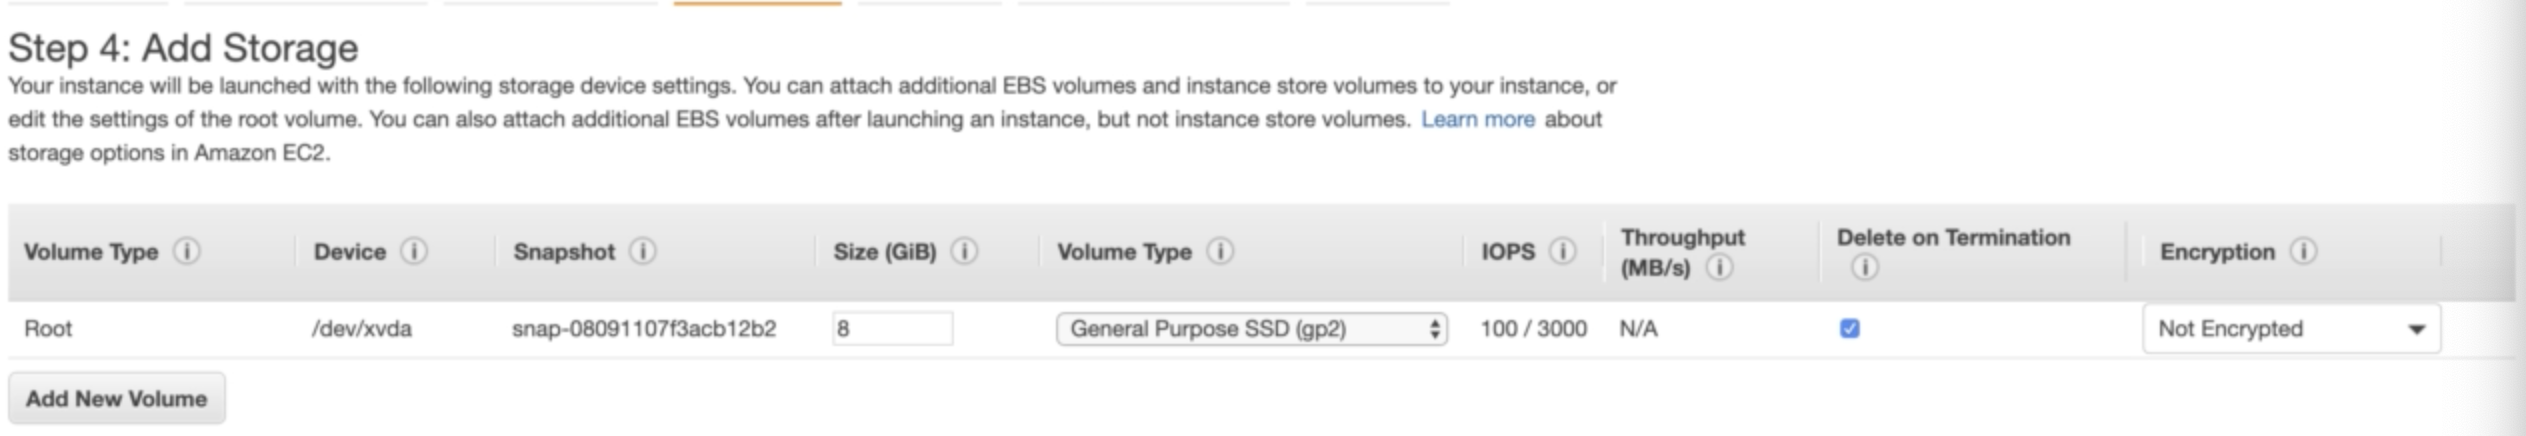 Step 4: Add Storage
Your instance will be launched with the following storage device settings. You can attach additional EBS volumes and instance store volumes to your instance, or
edit the settings of the root volume. You can also attach additional EBS volumes after launching an instance, but not instance store volumes. Learn more about
storage options in Amazon EC2.
Volume Type Device Snapshot Size (GiB) Volume Type IOPS Throughput (MB/s) Delete on Termination Encryption
Root /dev/xvda snap-08091107f3acb12b2 8 General Purpose SSD (gp2) 100 / 3000 N/A Not Encrypted
Add New Volume